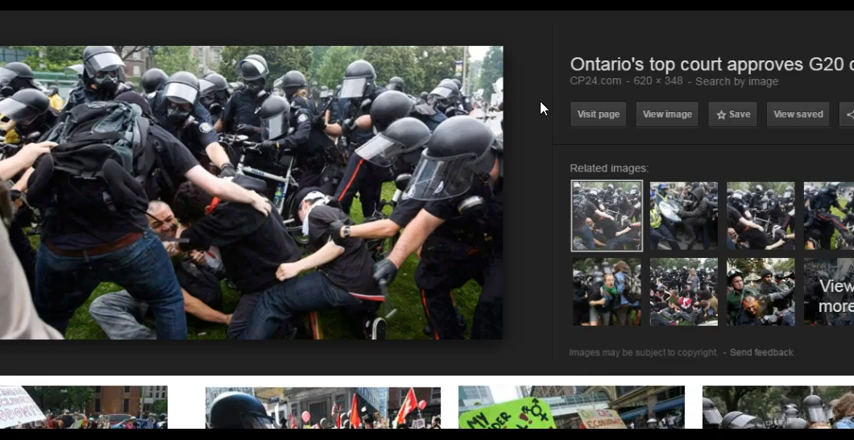 Ontario's top court approves G20
CP24.com - 620 × 348 - Search by image
Visit page
View image
Save
View saved
Related images:
View
more
Images may be subject to copyright. - Send feedback
MY